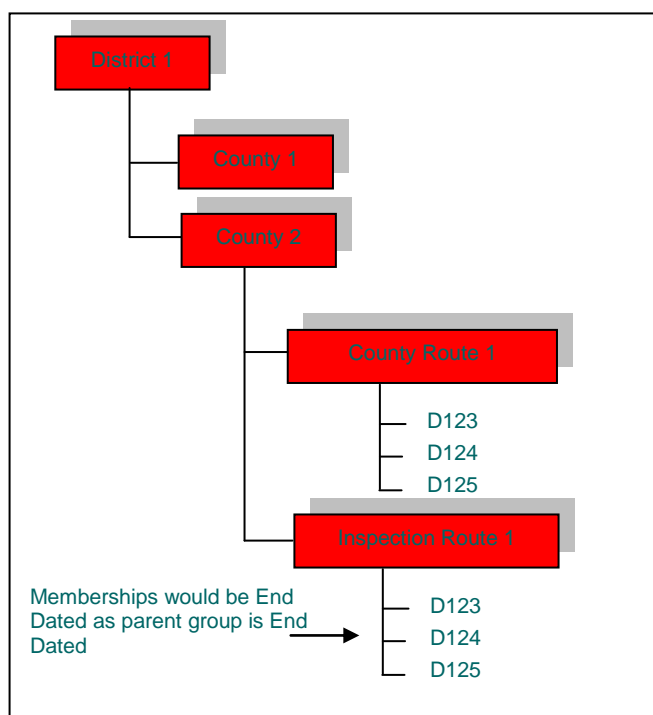 District 1
County 1
County 2
County Route 1
D123
D124
D125
Inspection Route 1
Memberships would be End
Dated as parent group is End
Dated
D123
D124
D125